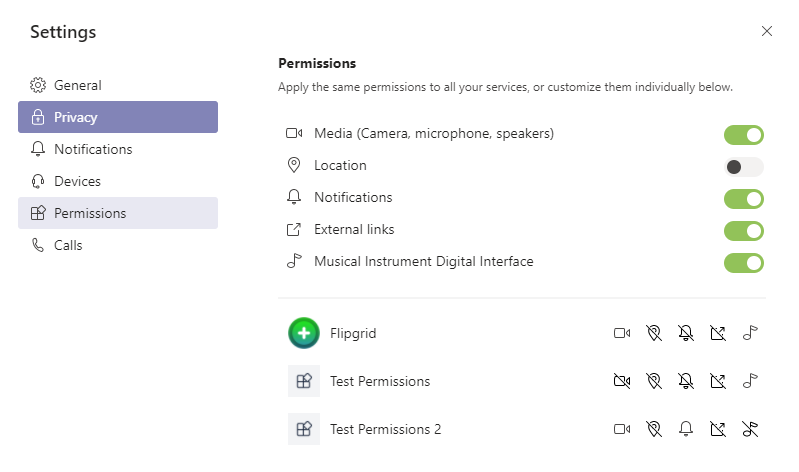 Settings
General
Privacy
Notifications
Devices
Permissions
Calls
Permissions
Apply the same permissions to all your services, or customize them individually below.
Media (Camera, microphone, speakers)
Location
Notifications
External links
Musical Instrument Digital Interface
Flipgrid
Test Permissions
Test Permissions 2